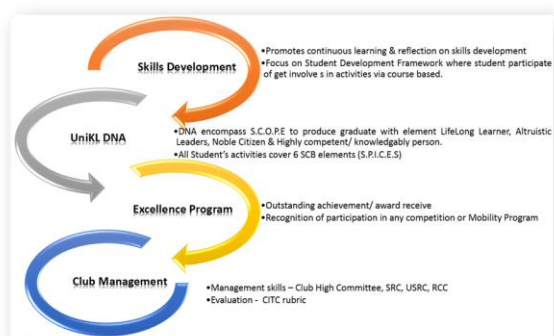 Skills Development
•Promotes continuous learning & reflection on skills development
•Focus on Student Development Framework where student participate
of get involve s in activities via course based.
UniKL DNA
•DNA encompass S.C.O.P.E to produce graduate with element LifeLong Learner, Altruistic
Leaders, Noble Citizen & Highly competent/ knowledgably person.
•All Student's activities cover 6 SCB elements (S.P.I.C.E.S)
Excellence Program
•Outstanding achievement/ award receive
•Recognition of participation in any competition or Mobility Program
Club Management
•Management skills – Club High Committee, SRC, USRC, RCC
•Evaluation - CITC rubric